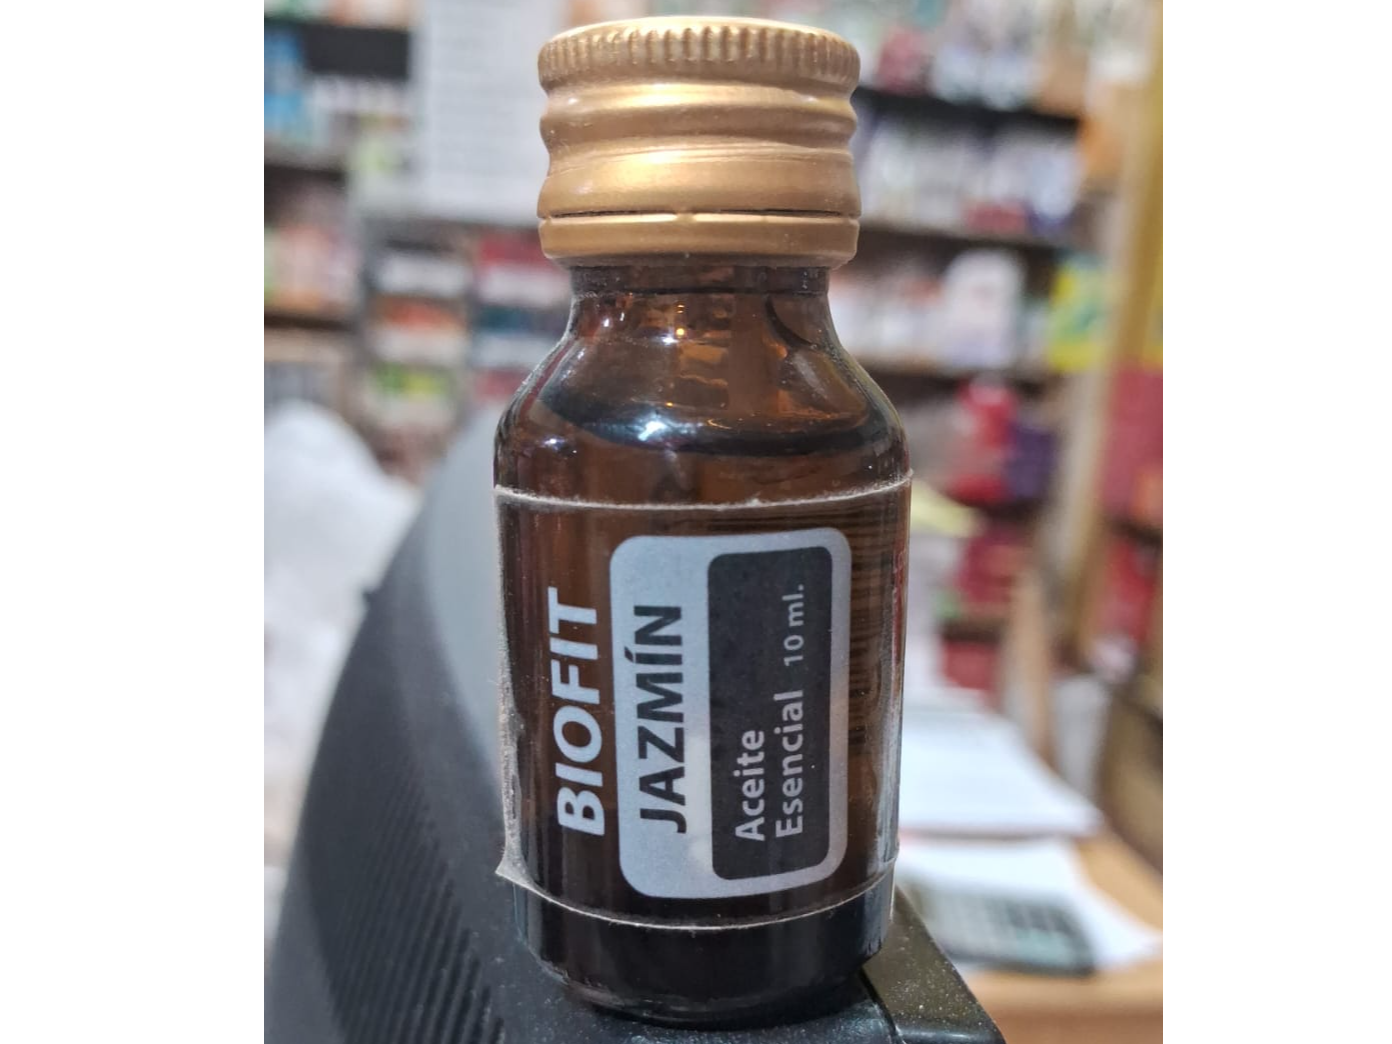 BIOFIT
JAZMÍN
Aceite
Esencial 10 ml.